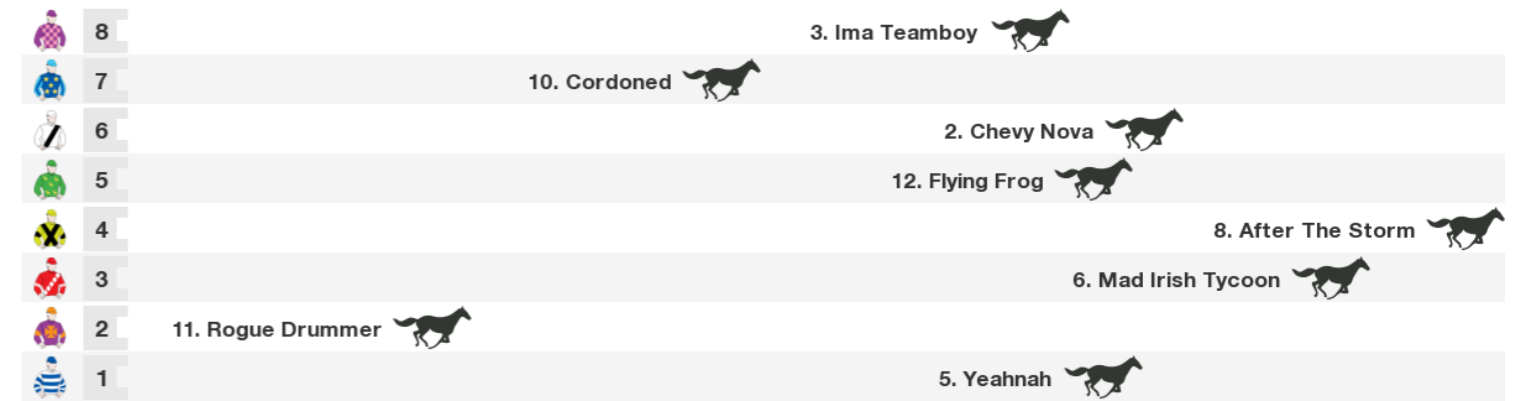 8 3. Ima Teamboy
7 10. Cordoned
6 2. Chevy Nova
5 12. Flying Frog
4 8. After The Storm
3 6. Mad Irish Tycoon
2 11. Rogue Drummer
1 5. Yeahnah